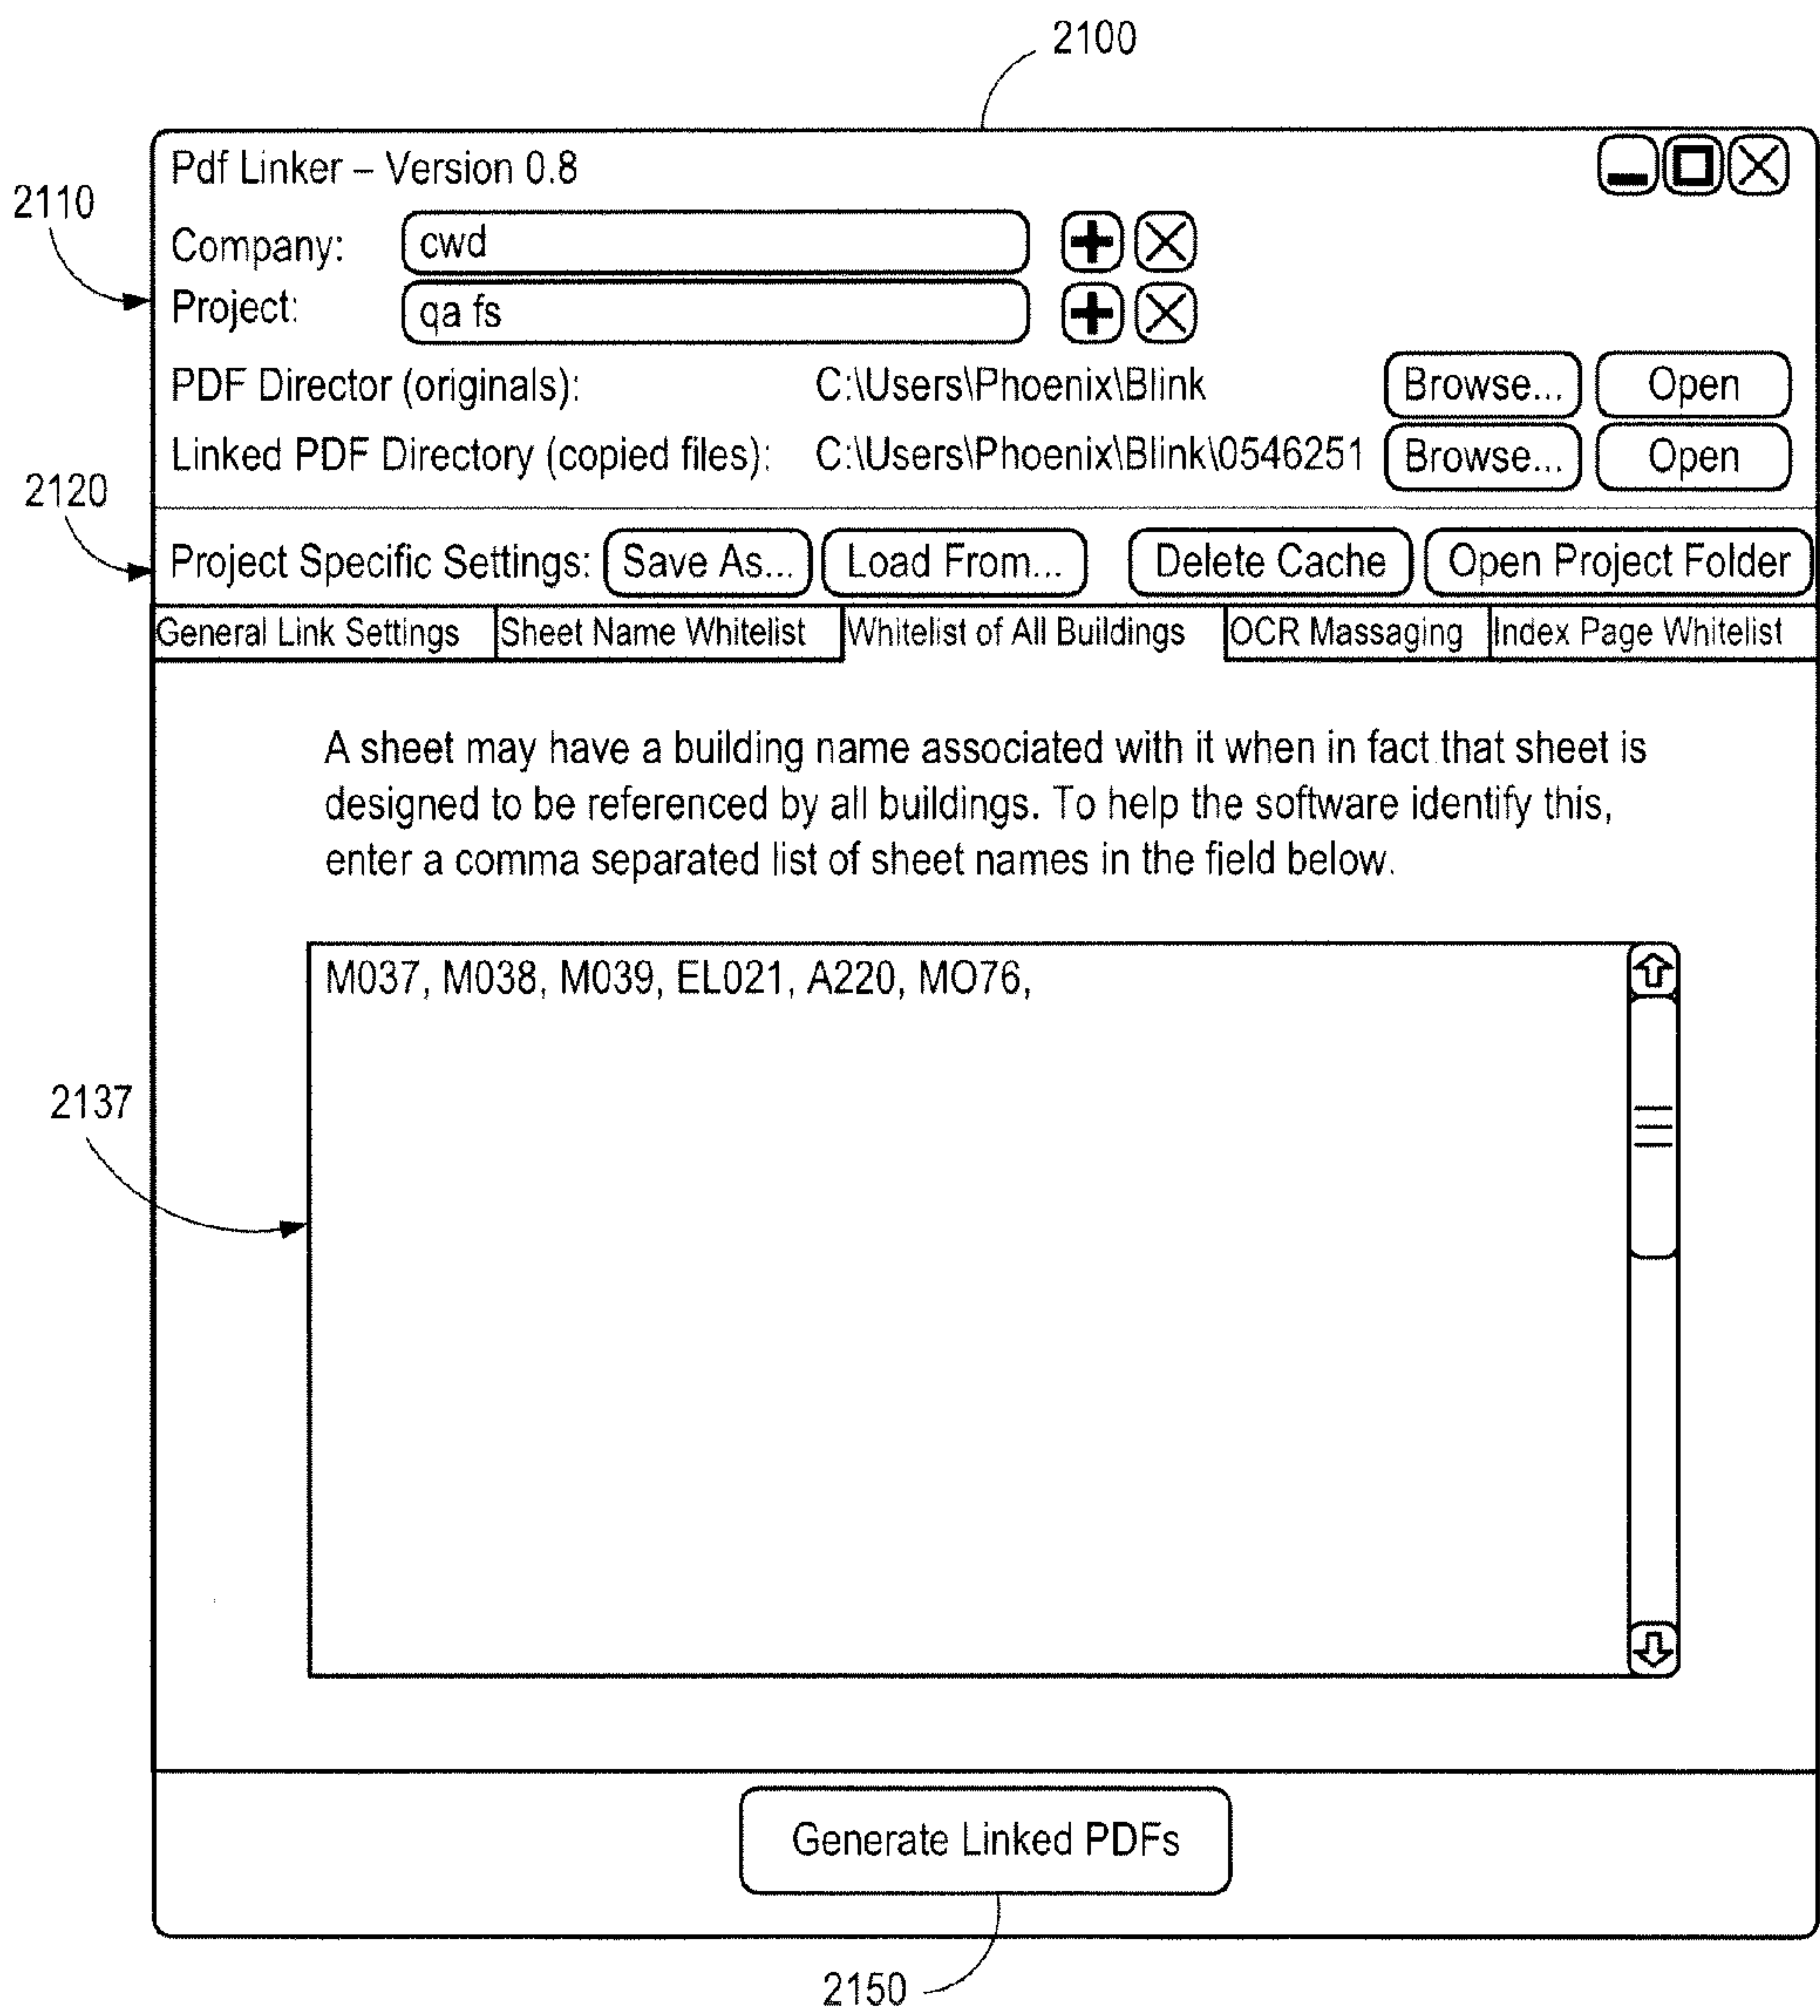 2100
Pdf Linker – Version 0.8
2110
Company: cwd
Project: qa fs
PDF Director (originals): C:\Users\Phoenix\Blink Browse... Open
Linked PDF Directory (copied files): C:\Users\Phoenix\Blink\0546251 Browse... Open
2120
Project Specific Settings: Save As... Load From... Delete Cache Open Project Folder
General Link Settings Sheet Name Whitelist Whitelist of All Buildings OCR Massaging Index Page Whitelist
A sheet may have a building name associated with it when in fact that sheet is
designed to be referenced by all buildings. To help the software identify this,
enter a comma separated list of sheet names in the field below.
M037, M038, M039, EL021, A220, MO76,
2137
Generate Linked PDFs
2150